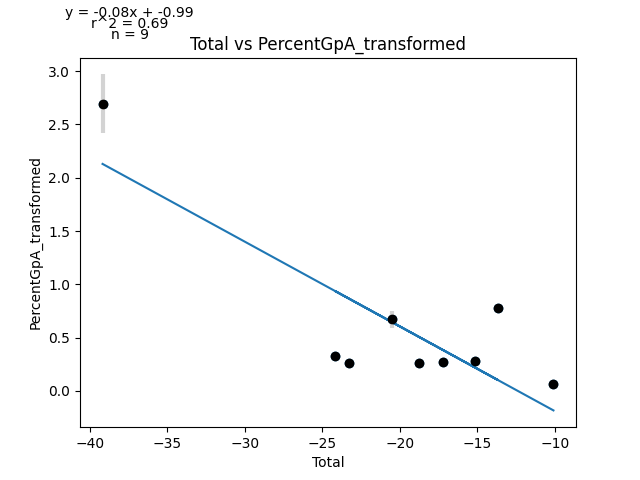 y = -0.08x + -0.99
r^2 = 0.69
n = 9
Total vs PercentGpA_transformed
3.0
2.5
2.0
1.5
1.0
0.5
0.0
PercentGpA_transformed
−40 −35 −30 −25 −20 −15 −10
Total